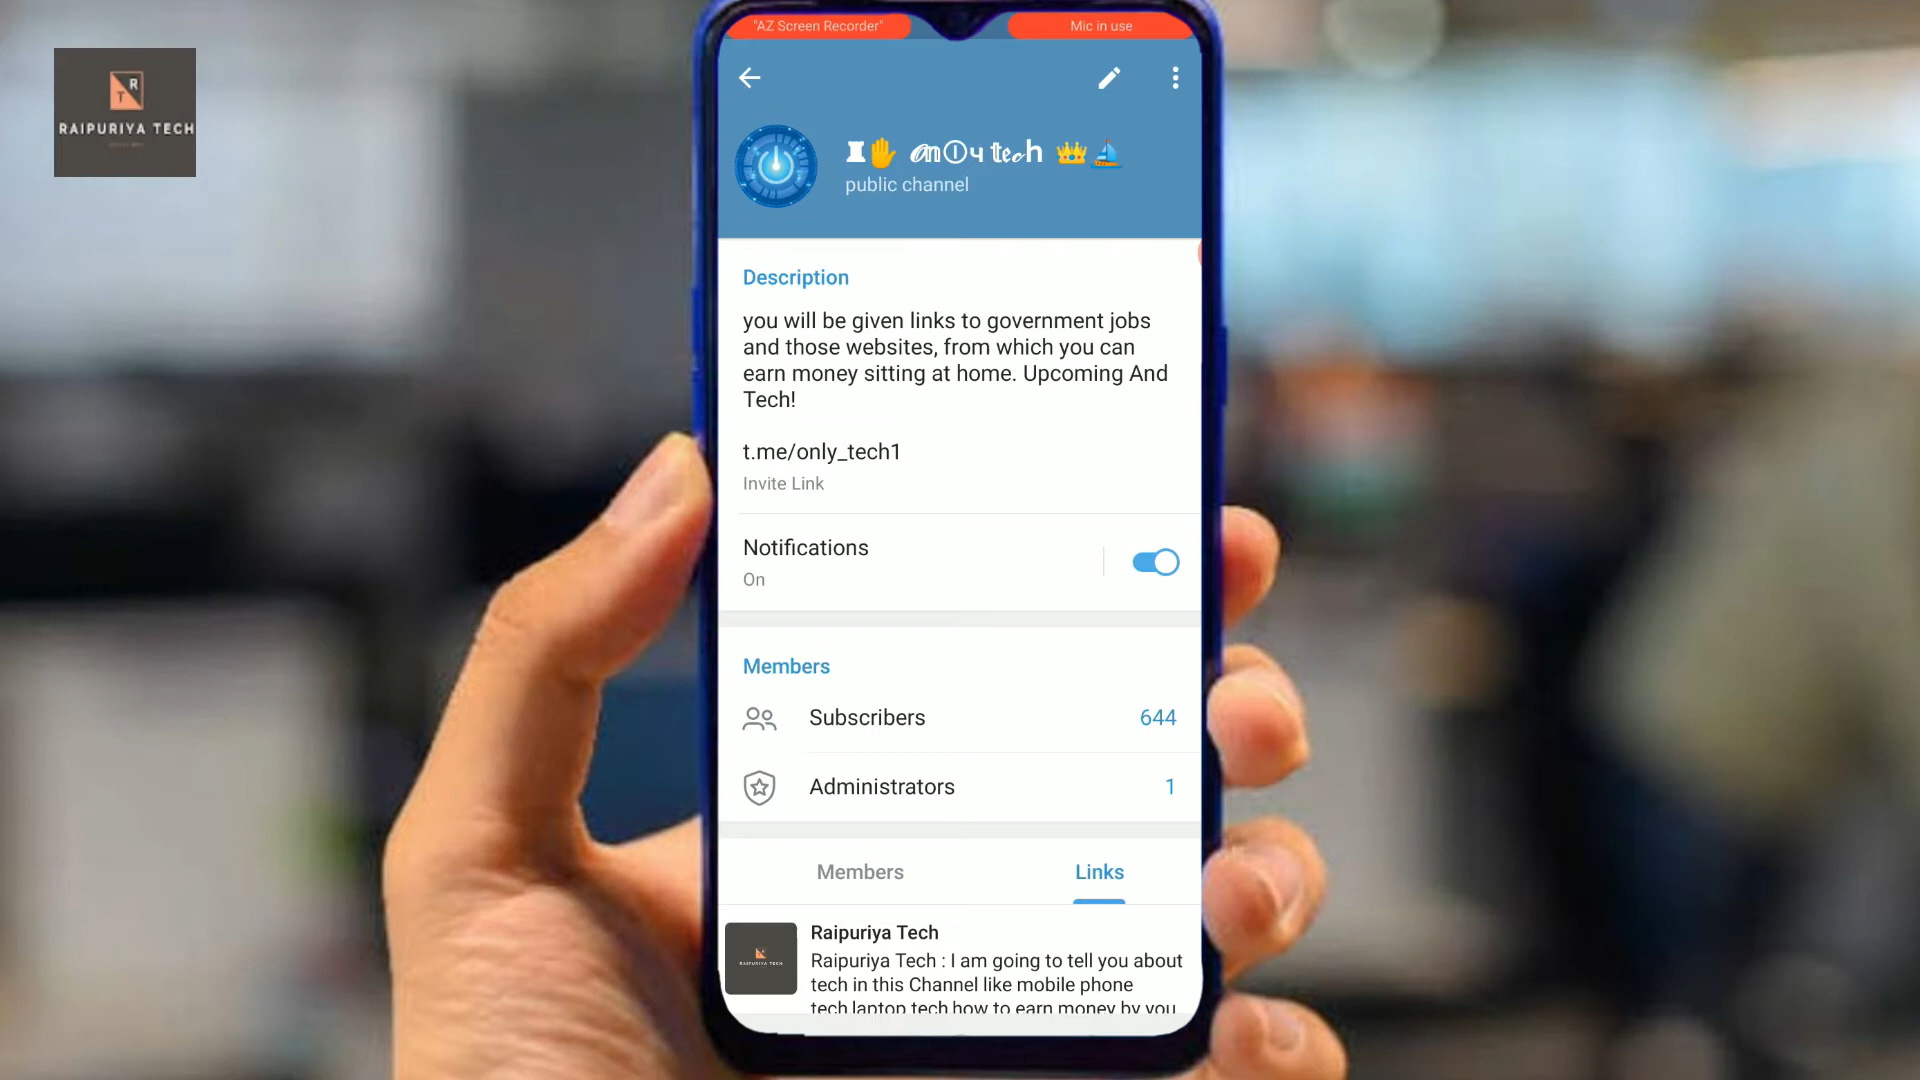 "AZ Screen Recorder"
Mic in use
R
T
RAIPURIYA TECH
♜✋ 𝓸𝓷Ⓛ𝔂 𝕥𝕖𝓬𝕙 👑⛵
public channel
Description
you will be given links to government jobs
and those websites, from which you can
earn money sitting at home. Upcoming And
Tech!
t.me/only_tech1
Invite Link
Notifications
On
Members
Subscribers 644
Administrators 1
Members Links
Raipuriya Tech
RAIPURIYA TECH
Raipuriya Tech : I am going to tell you about
tech in this Channel like mobile phone
tech laptop tech how to earn money by you